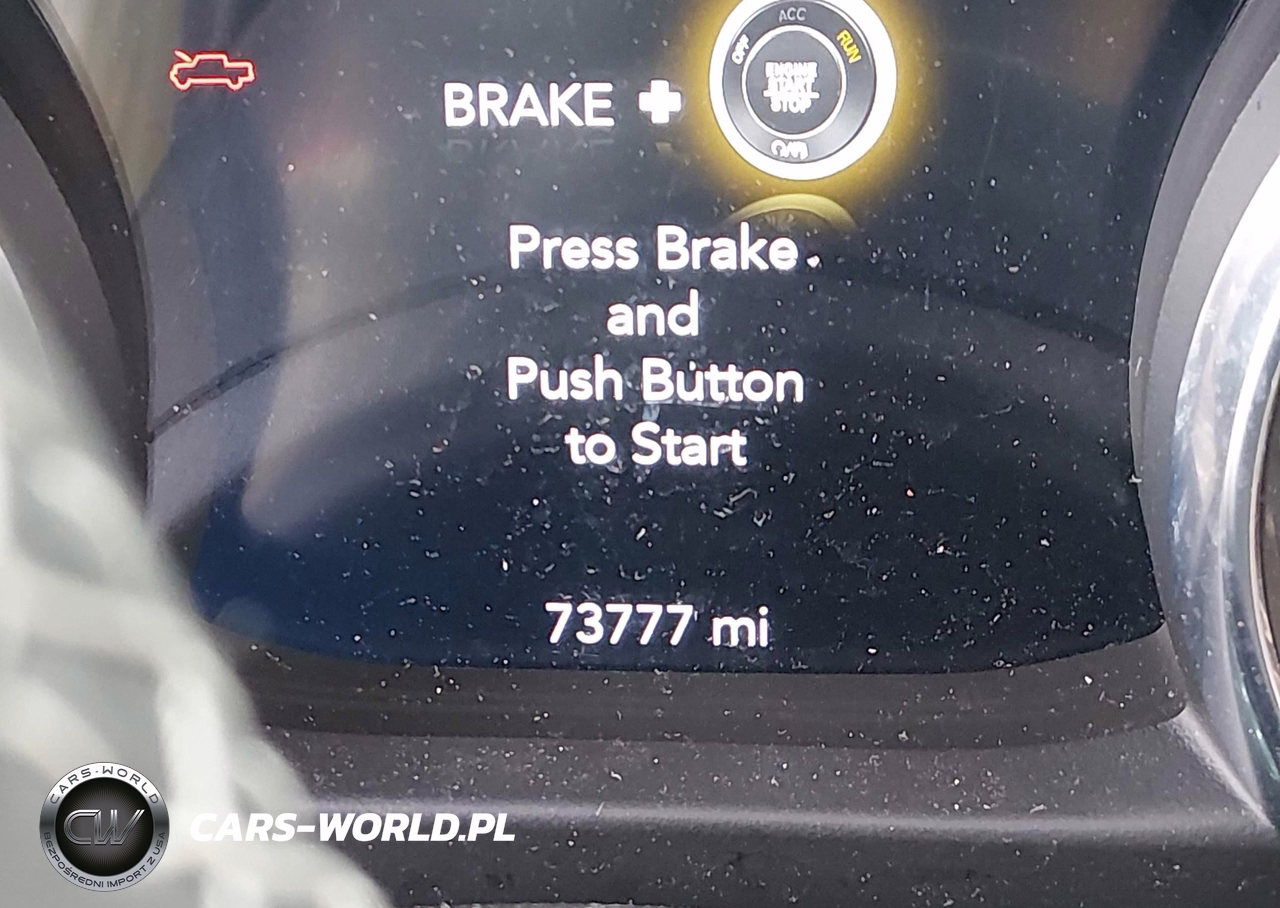 ACC
OFF
RUN
ENGINE
START
STOP
BRAKE +
Press Brake
and
Push Button
to Start
73777 mi
CARS-WORLD
CW
BEZPOŚREDNI IMPORT Z USA
CARS-WORLD.PL